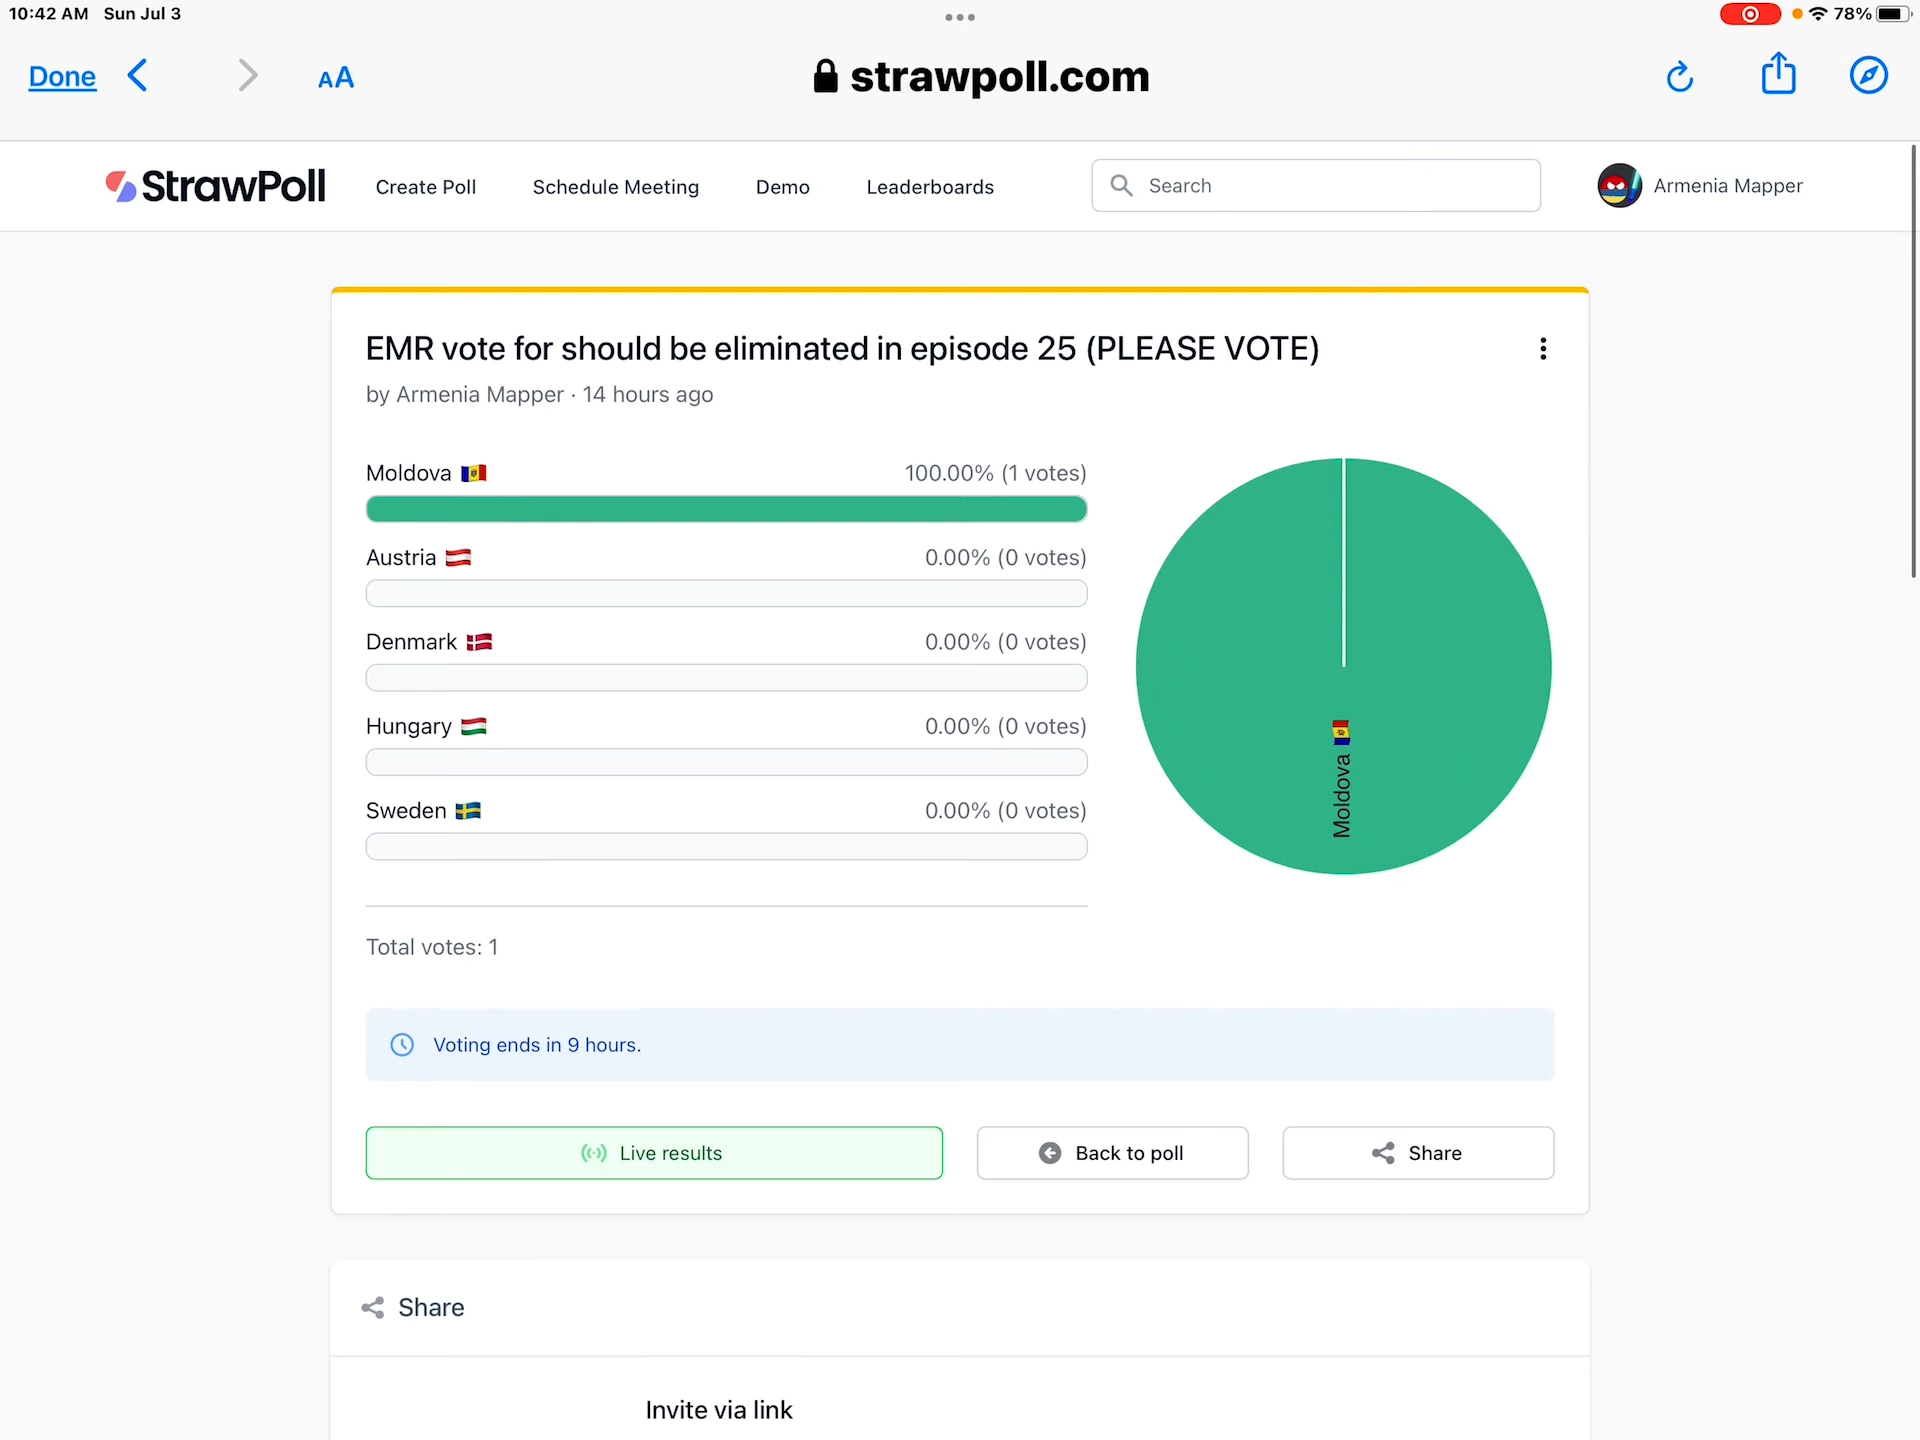 10:42 AM Sun Jul 3
78%
Done
AA
strawpoll.com
StrawPoll
Create Poll
Schedule Meeting
Demo
Leaderboards
Search
Armenia Mapper
EMR vote for should be eliminated in episode 25 (PLEASE VOTE)
by Armenia Mapper · 14 hours ago
Moldova 🇲🇩 100.00% (1 votes)
Austria 🇦🇹 0.00% (0 votes)
Denmark 🇩🇰 0.00% (0 votes)
Hungary 🇭🇺 0.00% (0 votes)
Sweden 🇸🇪 0.00% (0 votes)
Moldova 🇲🇩
Total votes: 1
Voting ends in 9 hours.
Live results
Back to poll
Share
Share
Invite via link